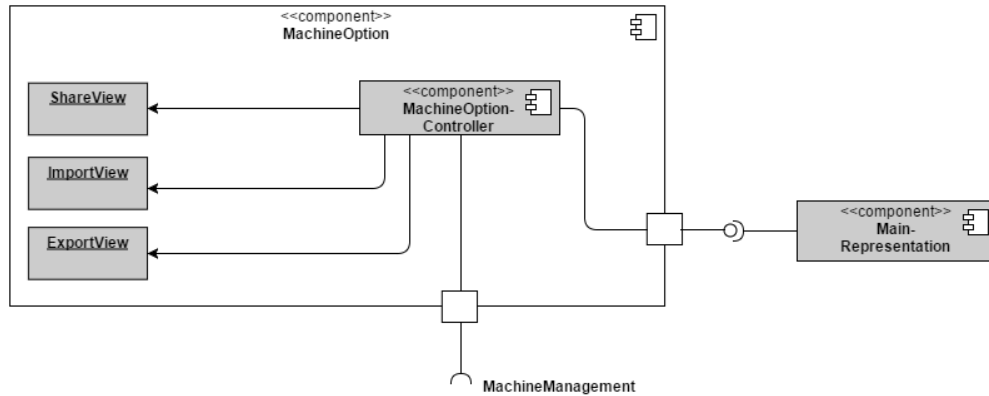 <<component>>
MachineOption
ShareView
<<component>>
MachineOption-
Controller
ImportView
ExportView
<<component>>
Main-
Representation
MachineManagement